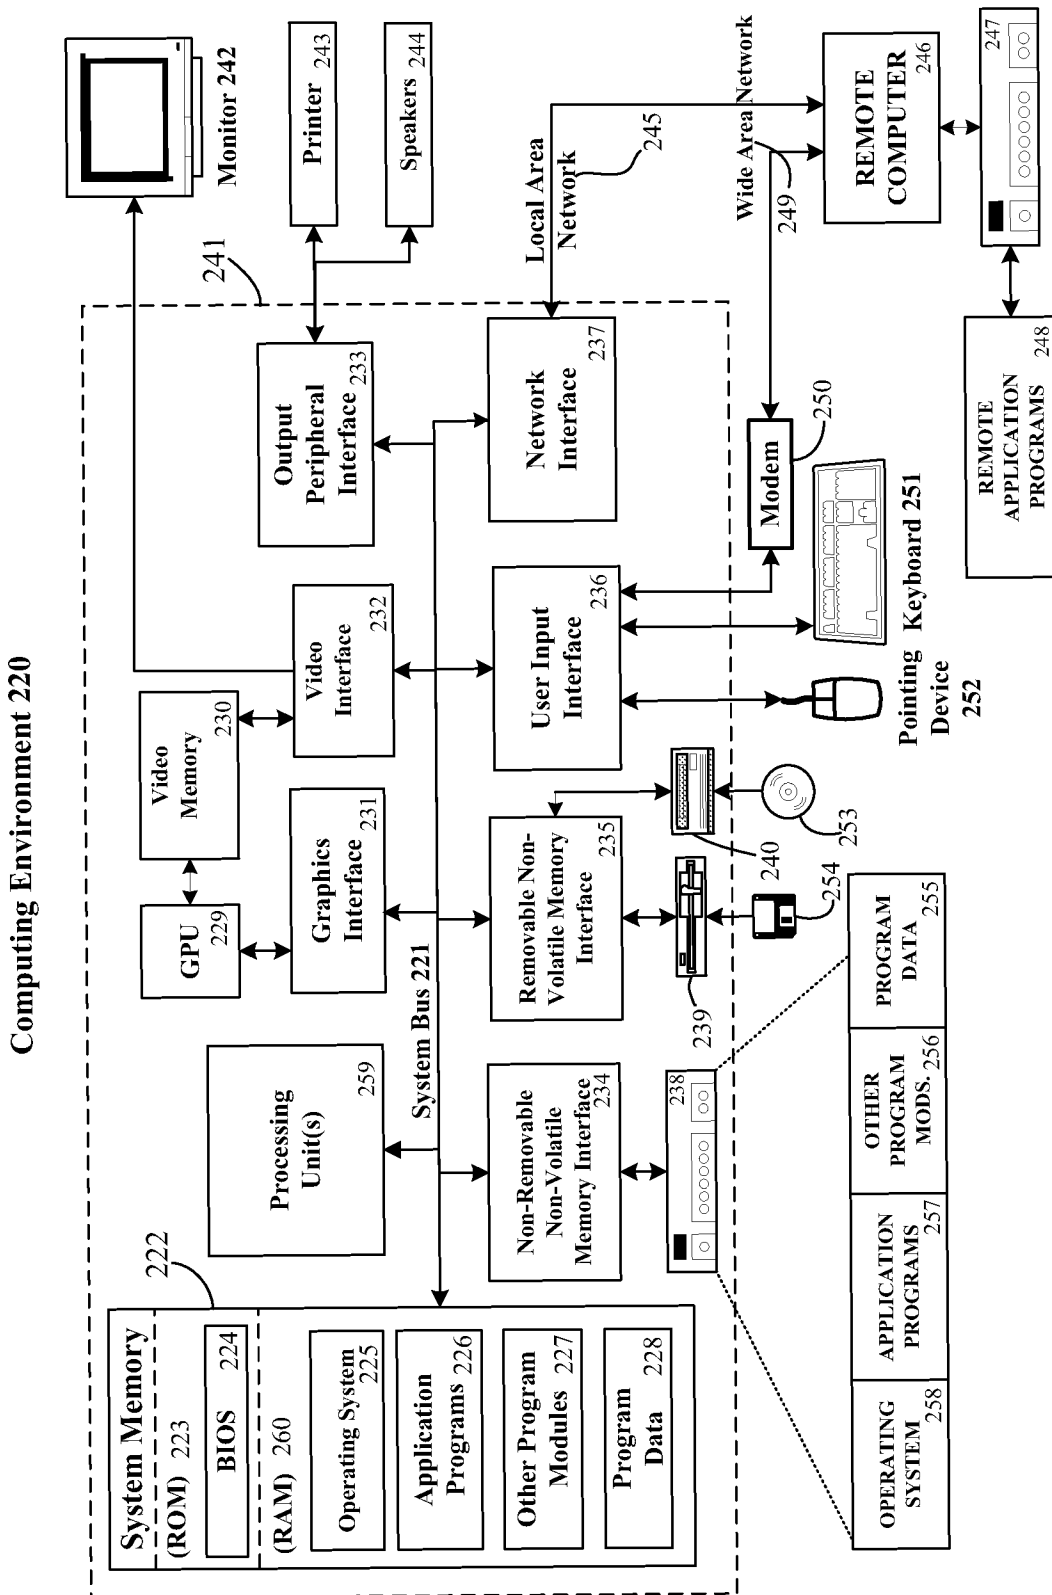 Computing Environment 220
System Memory
(ROM) 223
BIOS 224
(RAM) 260
Operating System
225
Application
Programs 226
Other Program
Modules 227
Program
Data 228
222
Processing
Unit(s)
259
System Bus 221
GPU
229
Video
Memory
230
Graphics
Interface
231
Video
Interface
232
Output
Peripheral
Interface
233
241
Monitor 242
Printer 243
Speakers 244
Non-Removable
Non-Volatile
Memory Interface
234
Removable Non-
Volatile Memory
Interface
235
User Input
Interface
236
Network
Interface
237
Local Area
Network
245
238
239
240
254
253
Pointing
Device
252
Keyboard 251
Modem
250
Wide Area Network
249
REMOTE
COMPUTER
246
247
OPERATING
SYSTEM
258
APPLICATION
PROGRAMS
257
OTHER
PROGRAM
MODS. 256
PROGRAM
DATA
255
REMOTE
APPLICATION
PROGRAMS
248